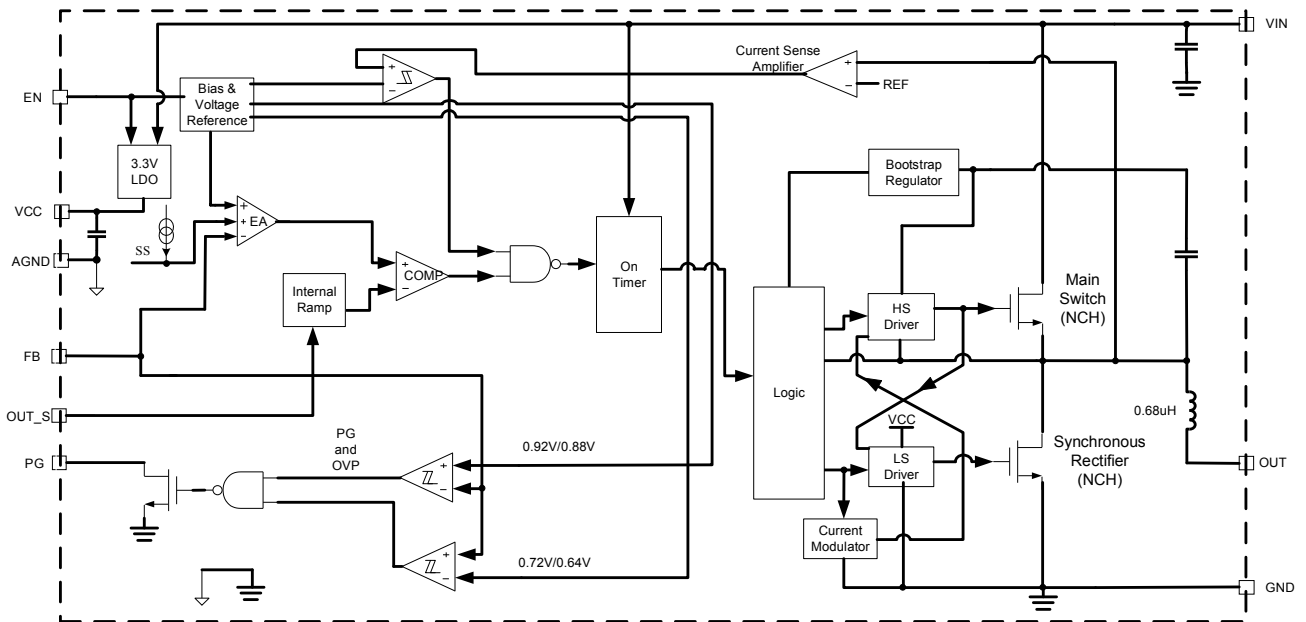 VIN
Current Sense
Amplifier
+
−
REF
+
−
EN
Bias &
Voltage
Reference
3.3V
LDO
Bootstrap
Regulator
VCC
SS
+
+
−
EA
AGND
+
−
COMP
On
Timer
Internal
Ramp
HS
Driver
Main
Switch
(NCH)
FB
Logic
OUT_S
0.68uH
VCC
PG
and
OVP
0.92V/0.88V
LS
Driver
Synchronous
Rectifier
(NCH)
PG
+
−
OUT
Current
Modulator
+
−
0.72V/0.64V
GND